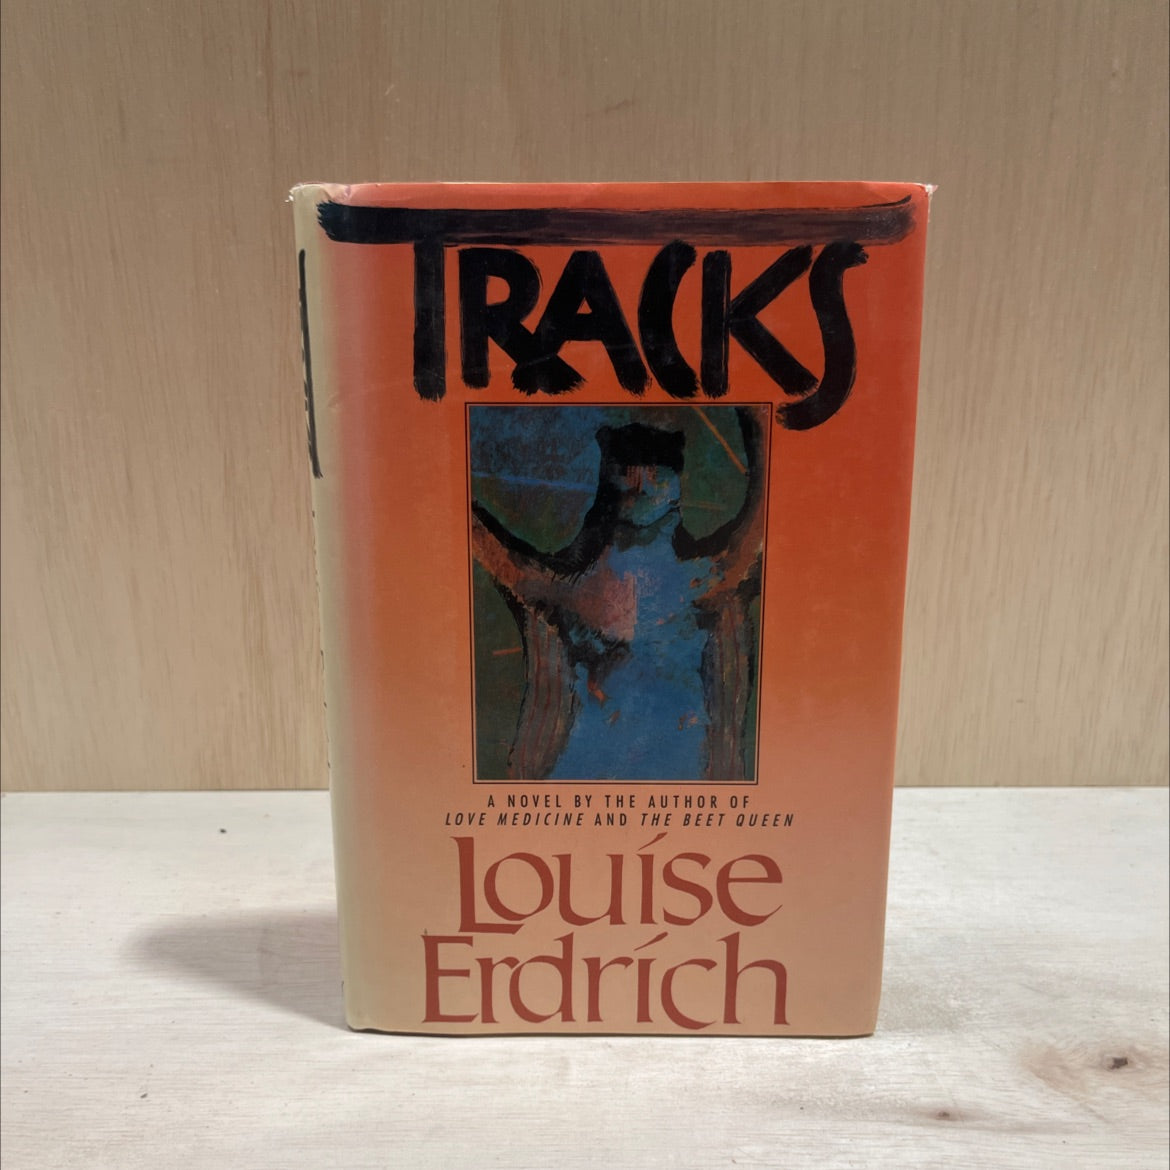 TRACKS
A NOVEL BY THE AUTHOR OF
LOVE MEDICINE AND THE BEET QUEEN
Louise
Erdrich